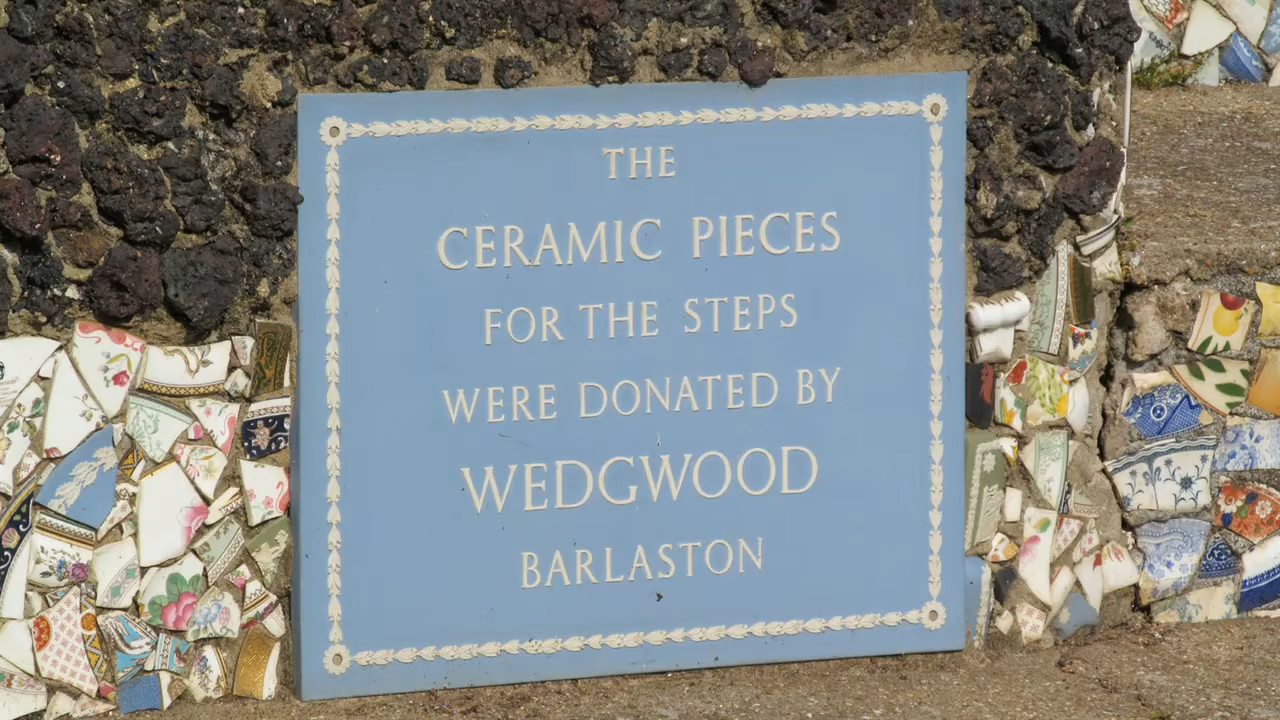 THE
CERAMIC PIECES
FOR THE STEPS
WERE DONATED BY
WEDGWOOD
BARLASTON